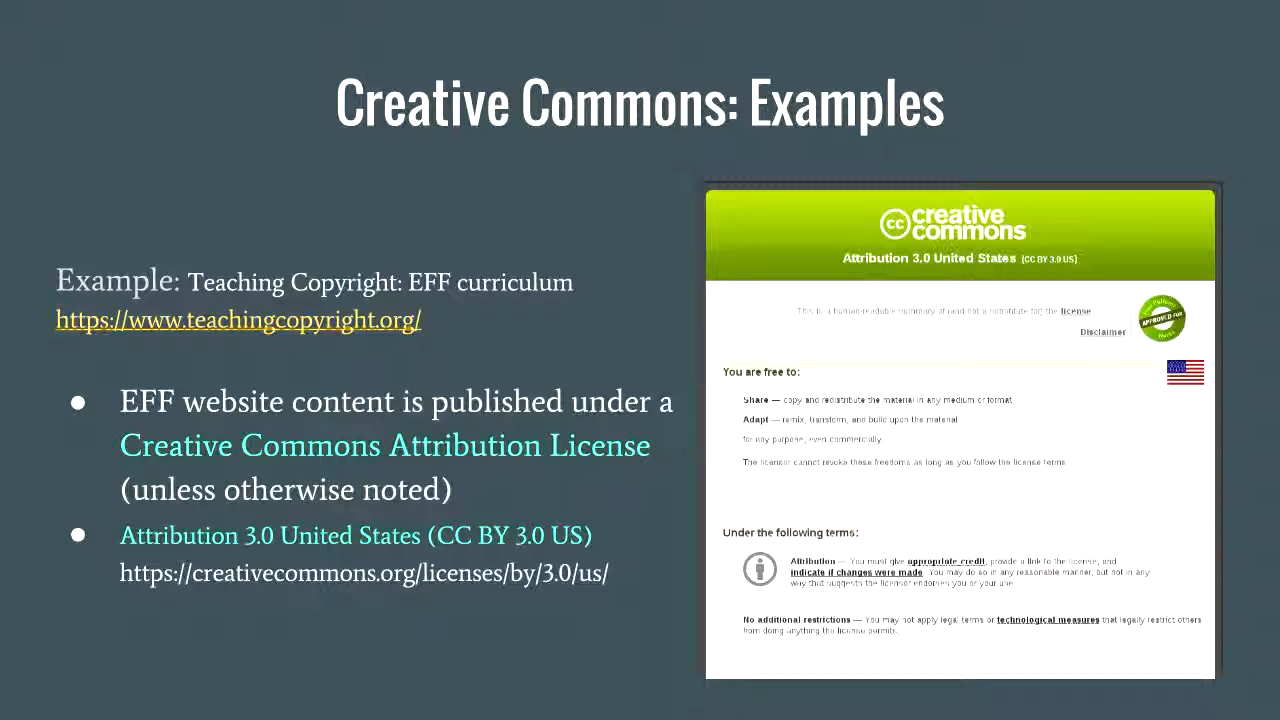 Creative Commons: Examples
Example: Teaching Copyright: EFF curriculum
https://www.teachingcopyright.org/
● EFF website content is published under a
Creative Commons Attribution License
(unless otherwise noted)
● Attribution 3.0 United States (CC BY 3.0 US)
https://creativecommons.org/licenses/by/3.0/us/
cc creative
commons
Attribution 3.0 United States (CC BY 3.0 US)
This is a human-readable summary of (and not a substitute for) the license
Disclaimer
APPROVED FOR
You are free to:
Share — copy and redistribute the material in any medium or format
Adapt — remix, transform, and build upon the material
for any purpose, even commercially.
The licensor cannot revoke these freedoms as long as you follow the license terms.
Under the following terms:
Attribution — You must give appropriate credit, provide a link to the license, and
indicate if changes were made. You may do so in any reasonable manner, but not in any
way that suggests the licensor endorses you or your use.
No additional restrictions — You may not apply legal terms or technological measures that legally restrict others
from doing anything the license permits.